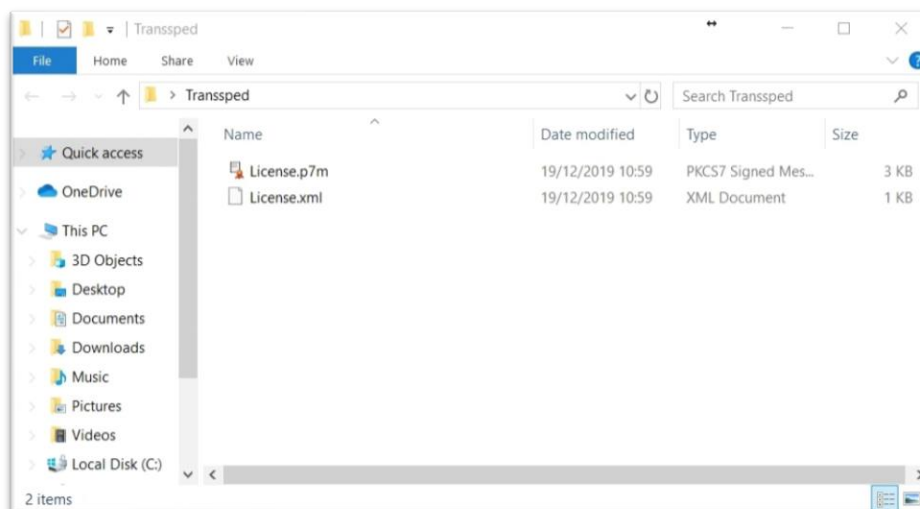 Transsped
File Home Share View ?
Transsped Search Transsped
Name Date modified Type Size
Quick access
License.p7m 19/12/2019 10:59 PKCS7 Signed Mes... 3 KB
OneDrive
License.xml 19/12/2019 10:59 XML Document 1 KB
This PC
3D Objects
Desktop
Documents
Downloads
Music
Pictures
Videos
Local Disk (C:)
2 items